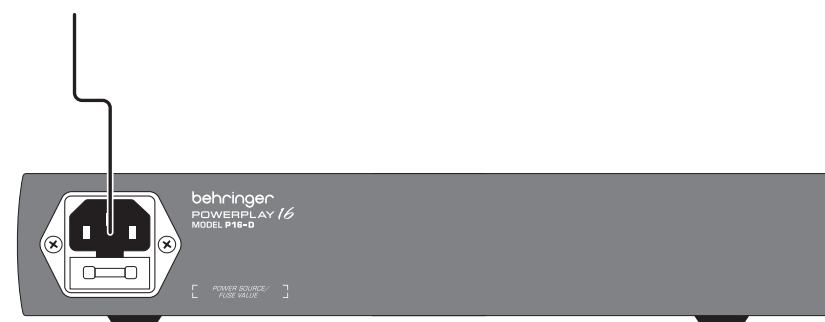 behringer
POWERPLAY 16
MODEL P16-D
POWER SOURCE/
FUSE VALUE